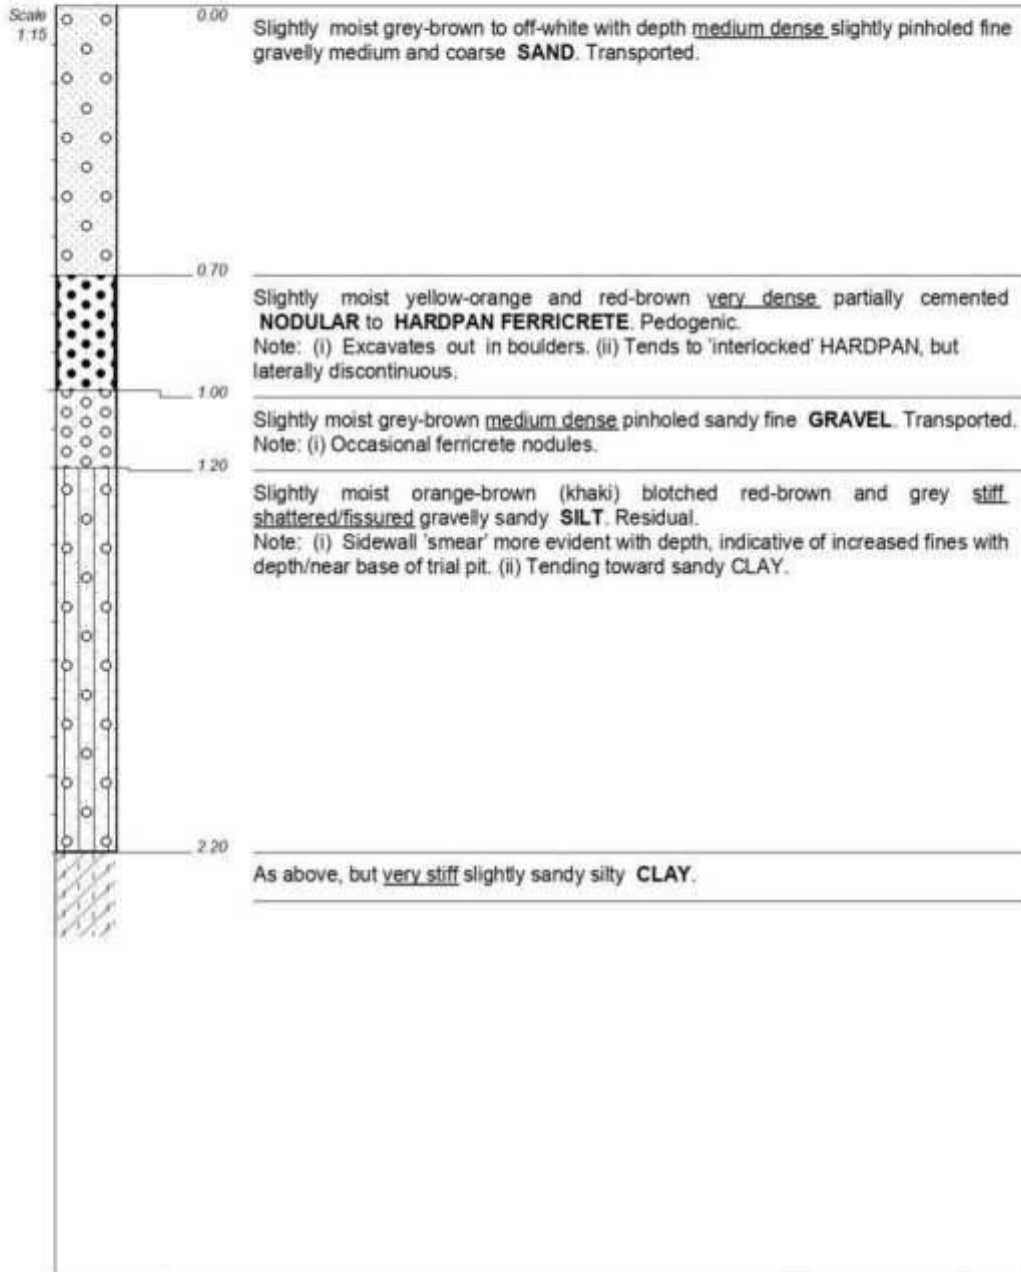 Scale
1:15
0.00
Slightly moist grey-brown to off-white with depth medium dense slightly pinholed fine
gravelly medium and coarse SAND. Transported.
0.70
Slightly moist yellow-orange and red-brown very dense partially cemented
NODULAR to HARDPAN FERRICRETE. Pedogenic.
Note: (i) Excavates out in boulders. (ii) Tends to 'interlocked' HARDPAN, but
laterally discontinuous.
1.00
Slightly moist grey-brown medium dense pinholed sandy fine GRAVEL. Transported.
Note: (i) Occasional ferricrete nodules.
1.20
Slightly moist orange-brown (khaki) blotched red-brown and grey stiff
shattered/fissured gravelly sandy SILT. Residual.
Note: (i) Sidewall 'smear' more evident with depth, indicative of increased fines with
depth/near base of trial pit. (ii) Tending toward sandy CLAY.
2.20
As above, but very stiff slightly sandy silty CLAY.